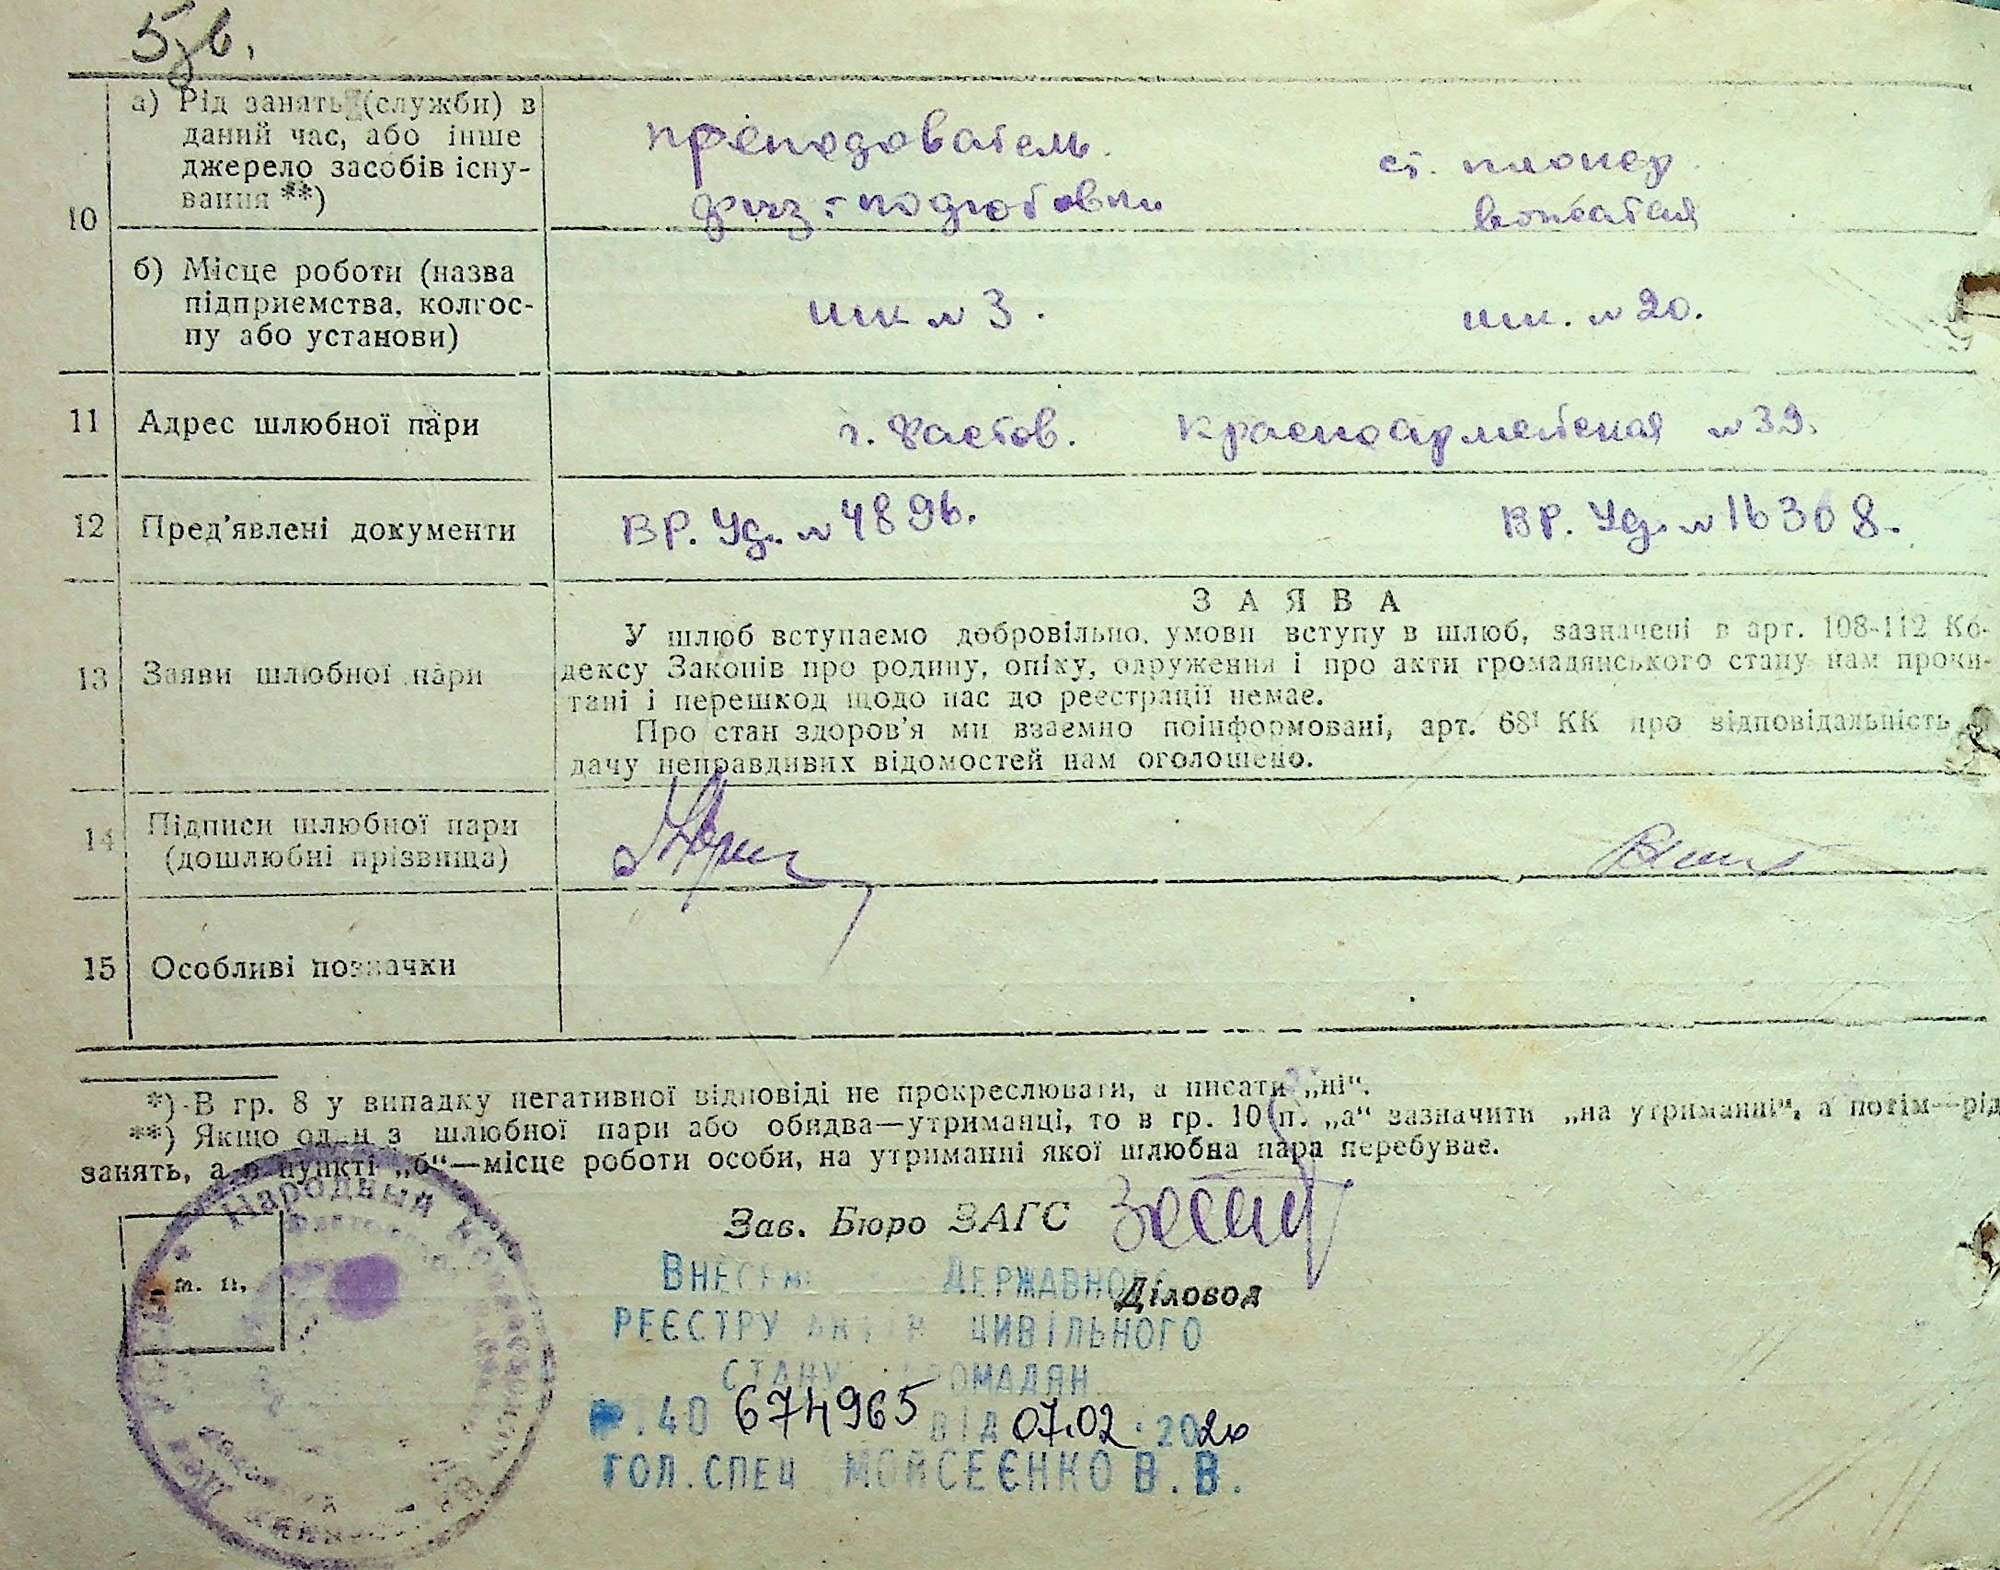 5зв.
а) Рід занять (служби) в
даний час, або інше
джерело засобів існу-
вання **)
преподователь
физ-подготовки
ст. пионер
вожатая
10
б) Місце роботи (назва
підприємства, колгос-
пу або установи)
шк № 3.
шк. № 20.
11 Адрес шлюбної пари
г. Фастов. Красноармейская № 39.
12 Пред'явлені документи
ВР. Уд. № 4896.
ВР. Уд. № 16308.
ЗАЯВА
У шлюб вступаємо добровільно, умови вступу в шлюб, зазначені в арт. 108-112 Ко-
дексу Законів про родину, опіку, одруження і про акти громадянського стану нам прочи-
тані і перешкод щодо нас до реєстрації немає.
Про стан здоров'я ми взаємно поінформовані, арт. 68¹ КК про відповідальність
дачу неправдивих відомостей нам оголошено.
13 Заяви шлюбної пари
14 Підписи шлюбної пари
(дошлюбні прізвища)
15 Особливі позначки
*) В гр. 8 у випадку негативної відповіді не прокреслювати, а писати „ні“.
**) Якщо один з шлюбної пари або обидва—утриманці, то в гр. 10 п. „а“ зазначити „на утриманні“, а потім—рід
занять, а в пункті „б“—місце роботи особи, на утриманні якої шлюбна пара перебуває.
Народный
т. п.
Зав. Бюро ЗАГС
Діловод
ВНЕСЕНО ДЕРЖАВНОГО
РЕЄСТРУ АКТІВ ЦИВІЛЬНОГО
СТАНУ ГРОМАДЯН
.40 674965 ВІД 07.02.2020
ГОЛ.СПЕЦ МОЙСЕЄНКО В.В.